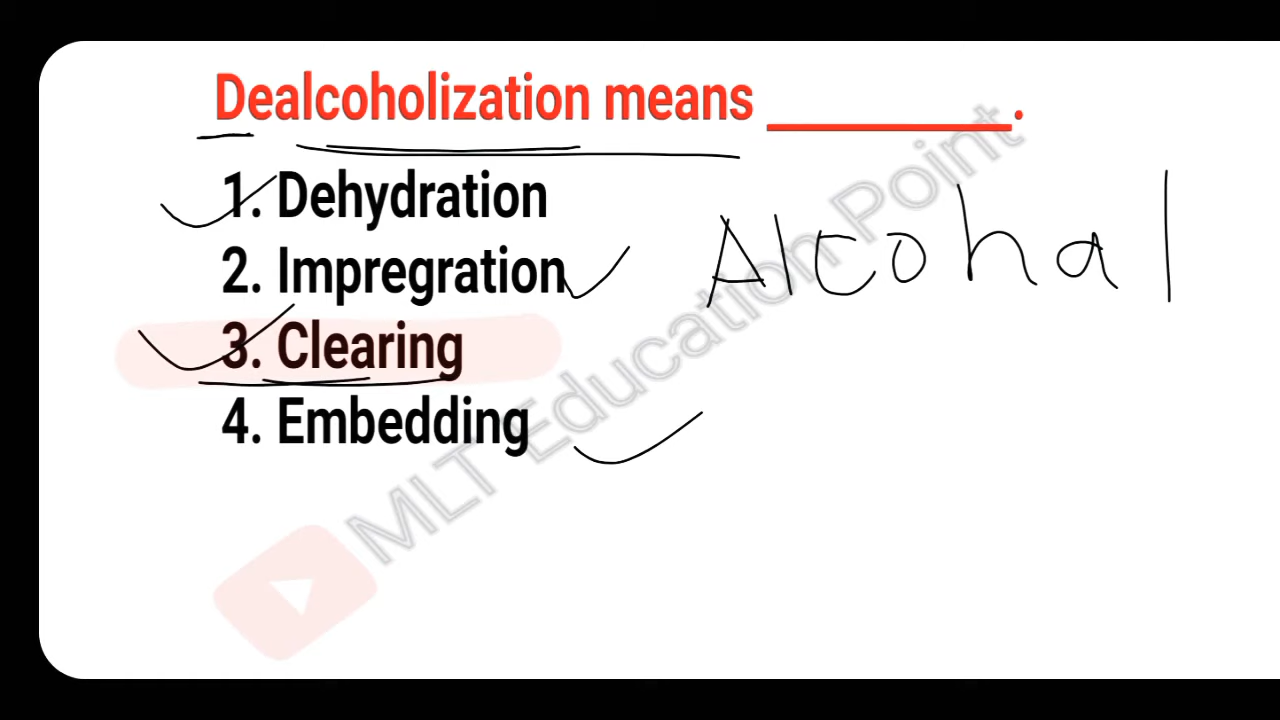 Dealcoholization means ________.
1. Dehydration
2. Impregration
Alcohal
3. Clearing
4. Embedding
MLT Education Point